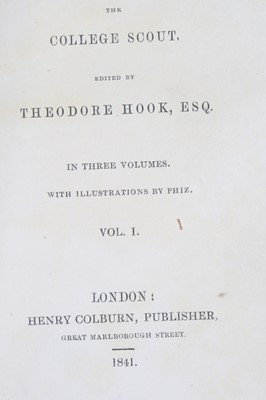 THE
COLLEGE SCOUT.
EDITED BY
THEODORE HOOK, ESQ.
IN THREE VOLUMES.
WITH ILLUSTRATIONS BY PHIZ.
VOL. I.
LONDON:
HENRY COLBURN, PUBLISHER,
GREAT MARLBOROUGH STREET.
1841.